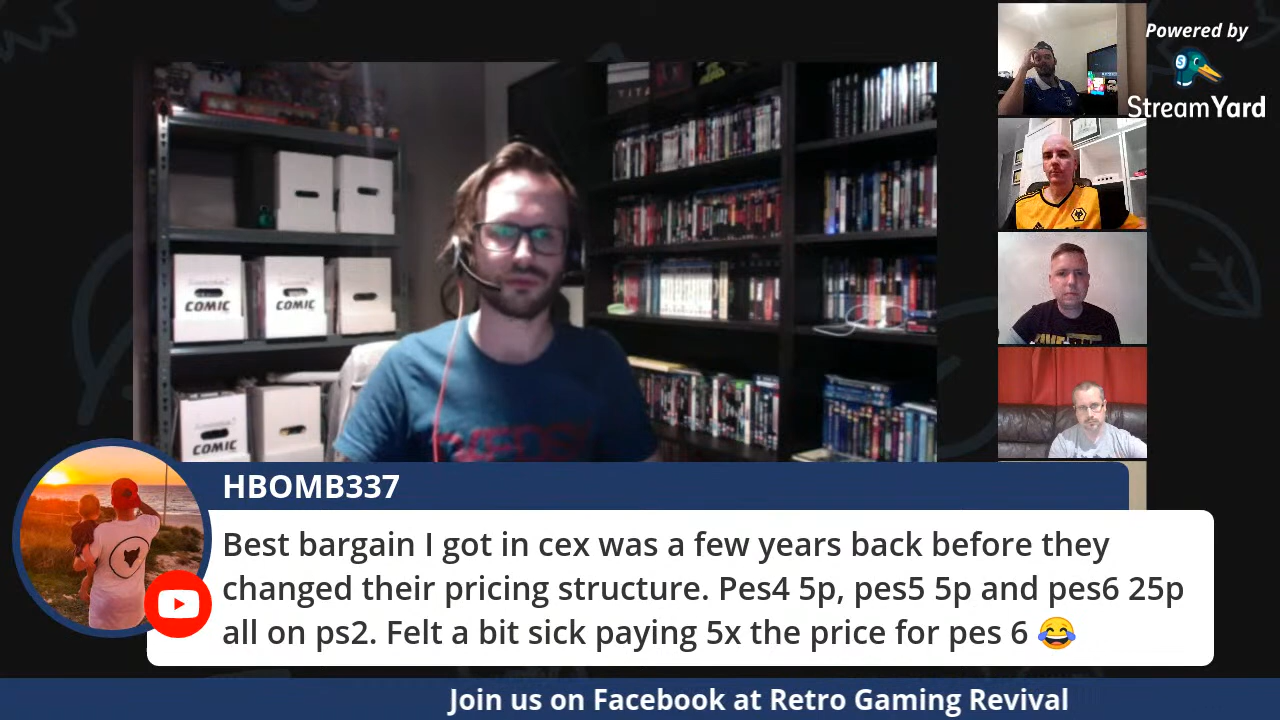 Powered by
StreamYard
COMIC
COMIC
COMIC
HBOMB337
Best bargain I got in cex was a few years back before they
changed their pricing structure. Pes4 5p, pes5 5p and pes6 25p
all on ps2. Felt a bit sick paying 5x the price for pes 6 😂
Join us on Facebook at Retro Gaming Revival